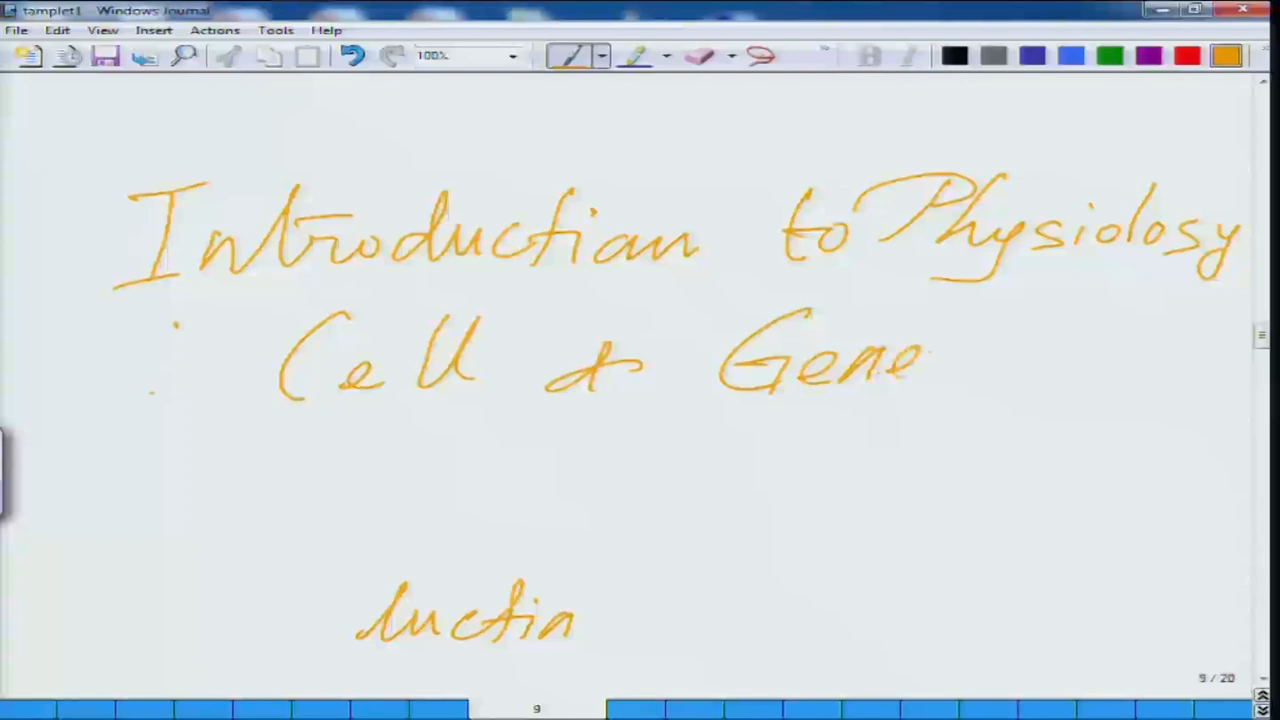 tamplet1 - Windows Journal
File Edit View Insert Actions Tools Help
100%
B I
Introduction to Physiolosy
: Cell & Gene
luctin
9 / 20
9